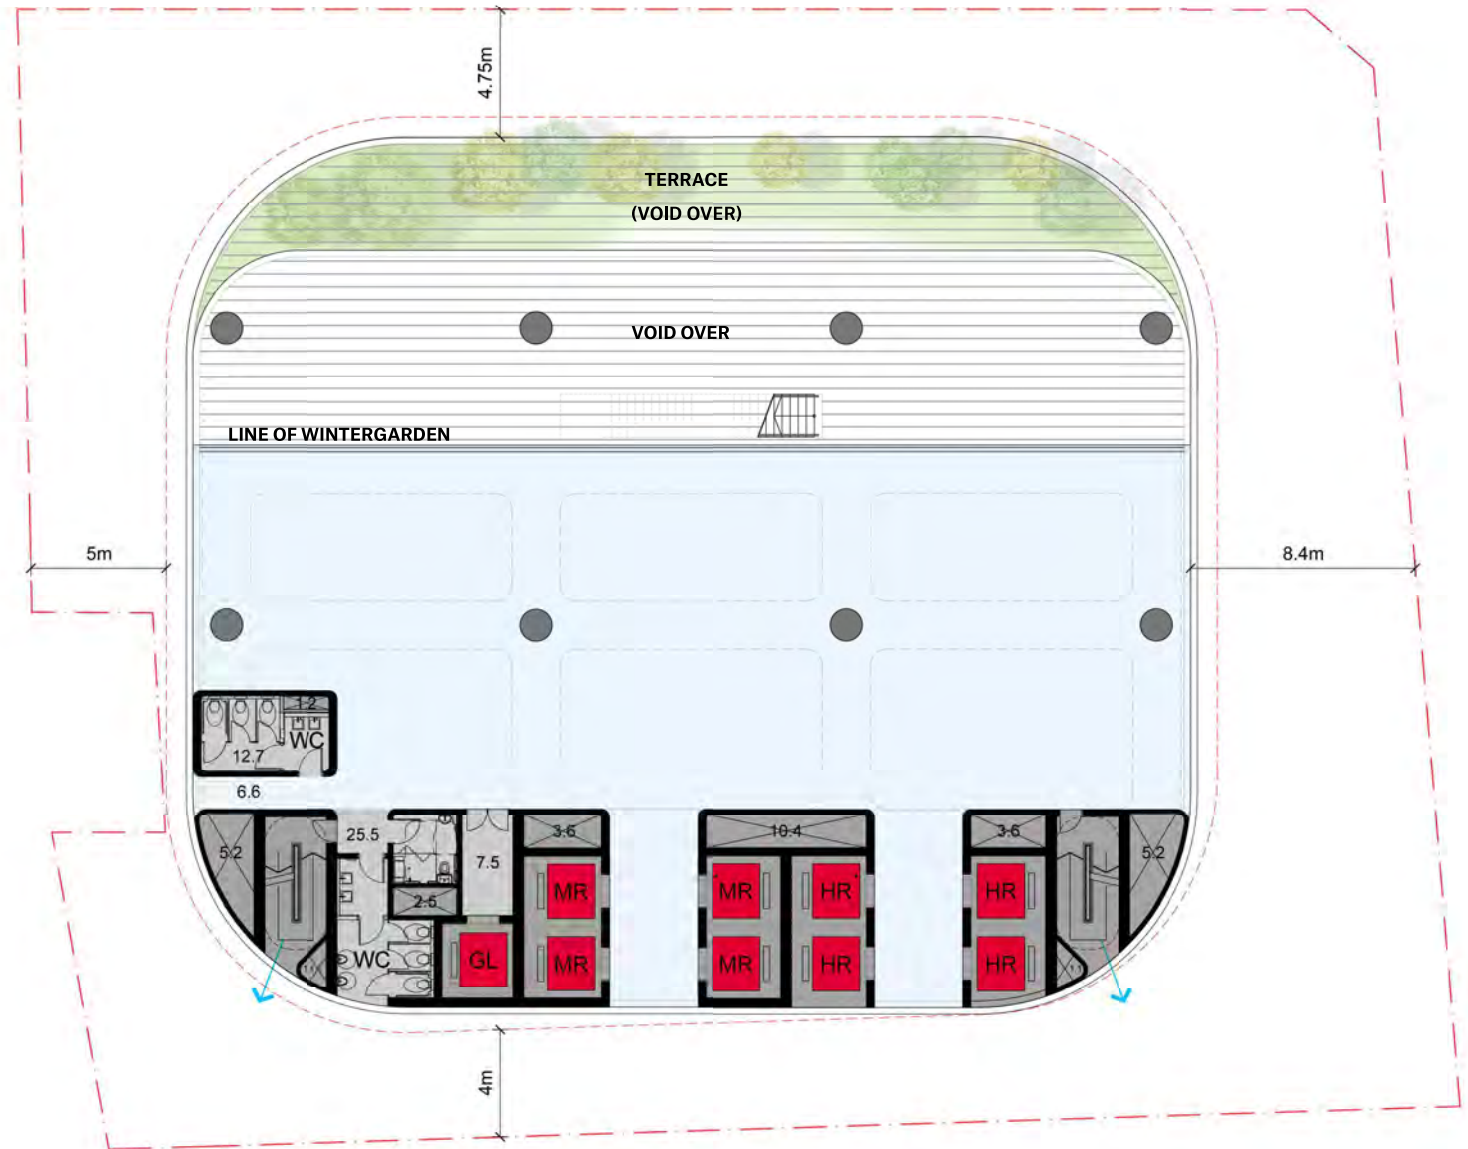 4.75m
TERRACE
(VOID OVER)
VOID OVER
LINE OF WINTERGARDEN
5m
8.4m
1.2
WC
12.7
6.6
5.2
25.5
7.5
3.6
10.4
3.6
5.2
2.5
MR
MR
HR
HR
WC
GL
MR
MR
HR
HR
1.1
4m